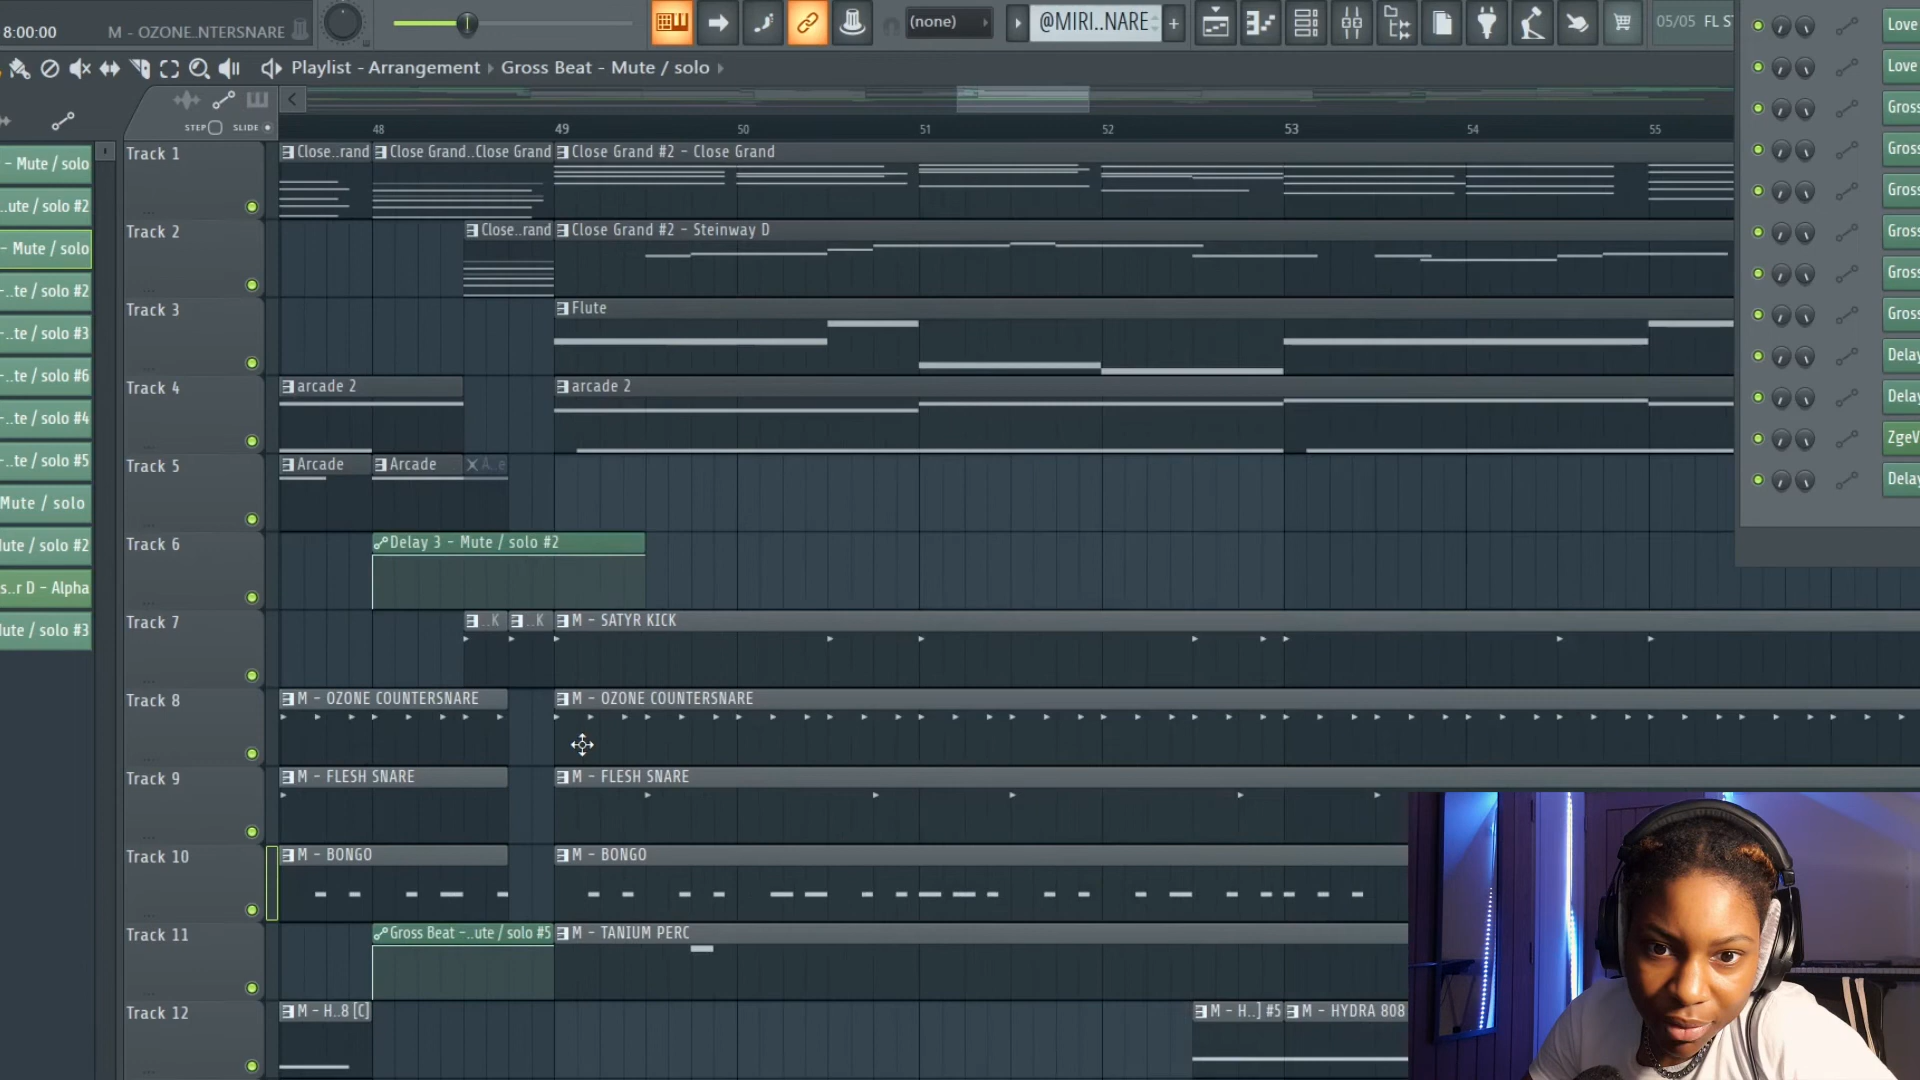 8:00:00
M - OZONE..NTERSNARE
(none)
@MIRI..NARE
05/05
Playlist - Arrangement
Gross Beat - Mute / solo
STEP
SLIDE
48
49
50
51
52
53
54
55
- Mute / solo
..ute / solo #2
- Mute / solo
-..te / solo #2
-..te / solo #3
-..te / solo #6
-..te / solo #4
-..te / solo #5
Mute / solo
lute / solo #2
s..r D - Alpha
lute / solo #3
Track 1
Close..rand
Close Grand..Close Grand
Close Grand #2 - Close Grand
Track 2
Close..rand
Close Grand #2 - Steinway D
Track 3
Flute
Track 4
arcade 2
arcade 2
Track 5
Arcade
Arcade
A..e
Track 6
Delay 3 - Mute / solo #2
Track 7
..K
..K
M - SATYR KICK
Track 8
M - OZONE COUNTERSNARE
M - OZONE COUNTERSNARE
Track 9
M - FLESH SNARE
M - FLESH SNARE
Track 10
M - BONGO
M - BONGO
Track 11
Gross Beat -..ute / solo #5
M - TANIUM PERC
Track 12
M - H..8 [C]
M - H..] #5
M - HYDRA 808
Love
Love
Gross
Gross
Gross
Gross
Gross
Gross
Delay
Delay
ZgeV
Delay